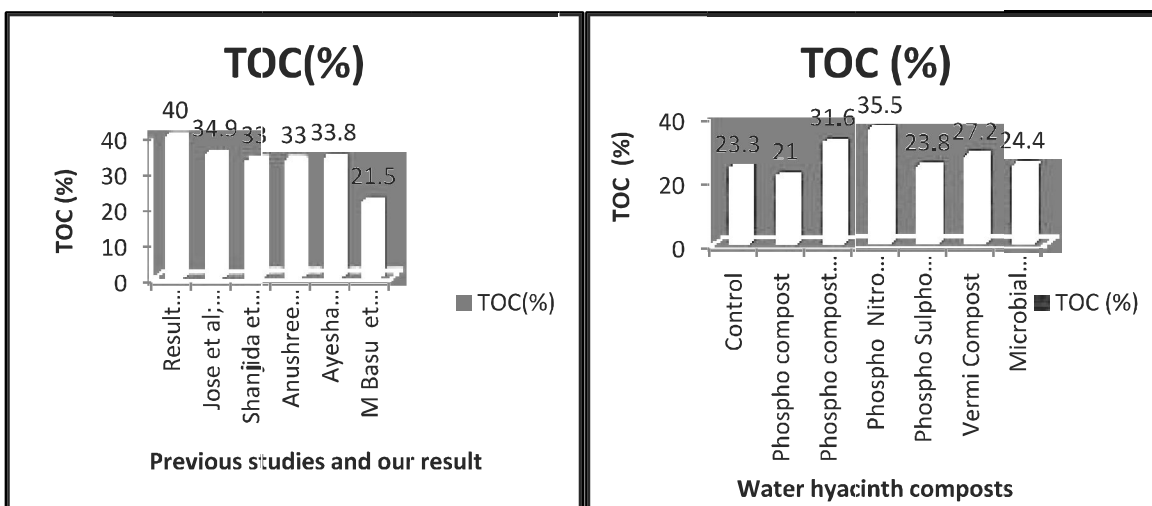 TOC(%)
40
34.9
33
33
33.8
21.5
40
30
20
10
0
TOC (%)
Result...
Jose et al;...
Shanjida et...
Anushree...
Ayesha...
M Basu et...
TOC(%)
Previous studies and our result
TOC (%)
23.3
21
31.6
35.5
23.8
27.2
24.4
40
20
0
TOC (%)
Control
Phospho compost
Phospho compost...
Phospho Nitro...
Phospho Sulpho...
Vermi Compost
Microbial...
TOC (%)
Water hyacinth composts